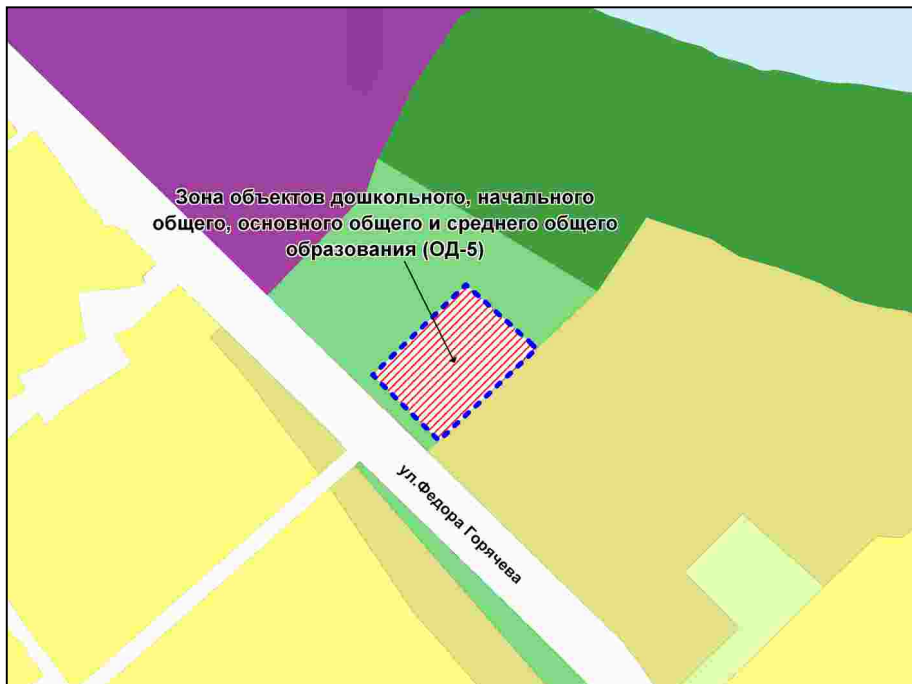 Зона объектов дошкольного, начального
общего, основного общего и среднего общего
образования (ОД-5)
ул.Федора Горячева